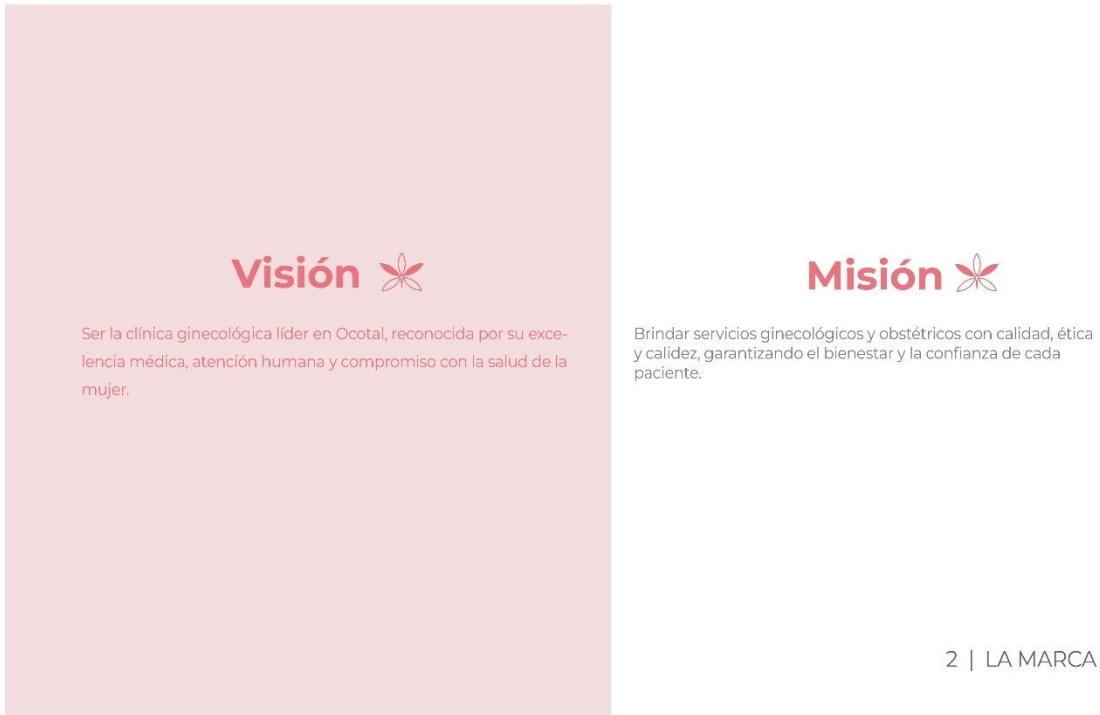 Visión
Ser la clínica ginecológica líder en Ocotal, reconocida por su exce-
lencia médica, atención humana y compromiso con la salud de la
mujer.
Misión
Brindar servicios ginecológicos y obstétricos con calidad, ética
y calidez, garantizando el bienestar y la confianza de cada
paciente.
2 | LA MARCA